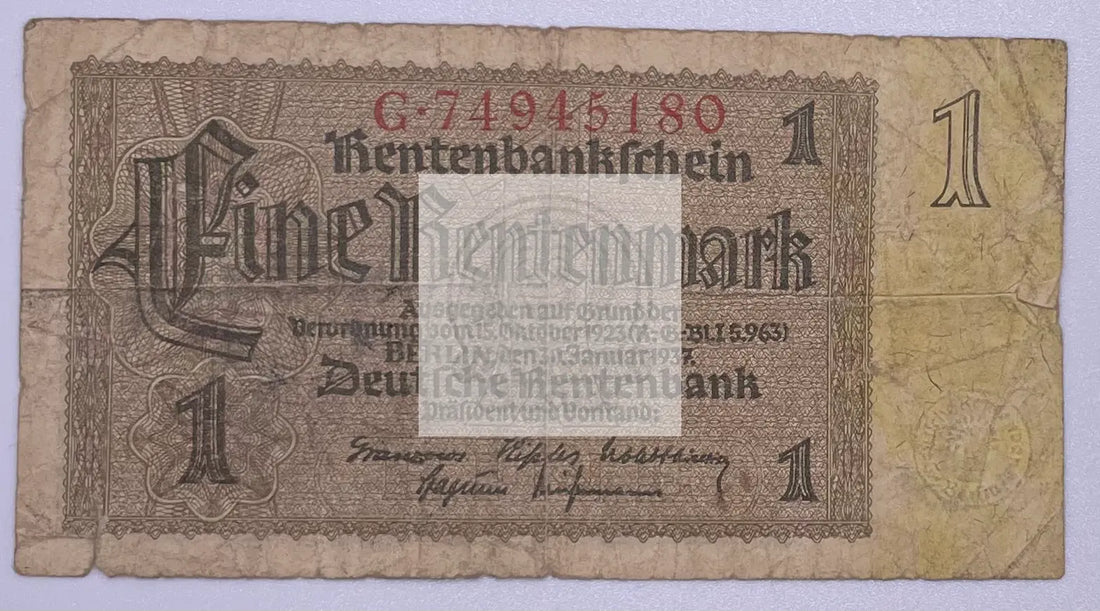 G·74945180
Rentenbankſchein
1
1
Eine Rentenmark
Ausgegeben auf Grund der
Verordnung vom 15. Oktober 1923 (R.-G.-Bl. I S. 963)
BERLIN, den 30. Januar 1937.
Deutſche Rentenbank
Präſident und Vorſtand:
1
1